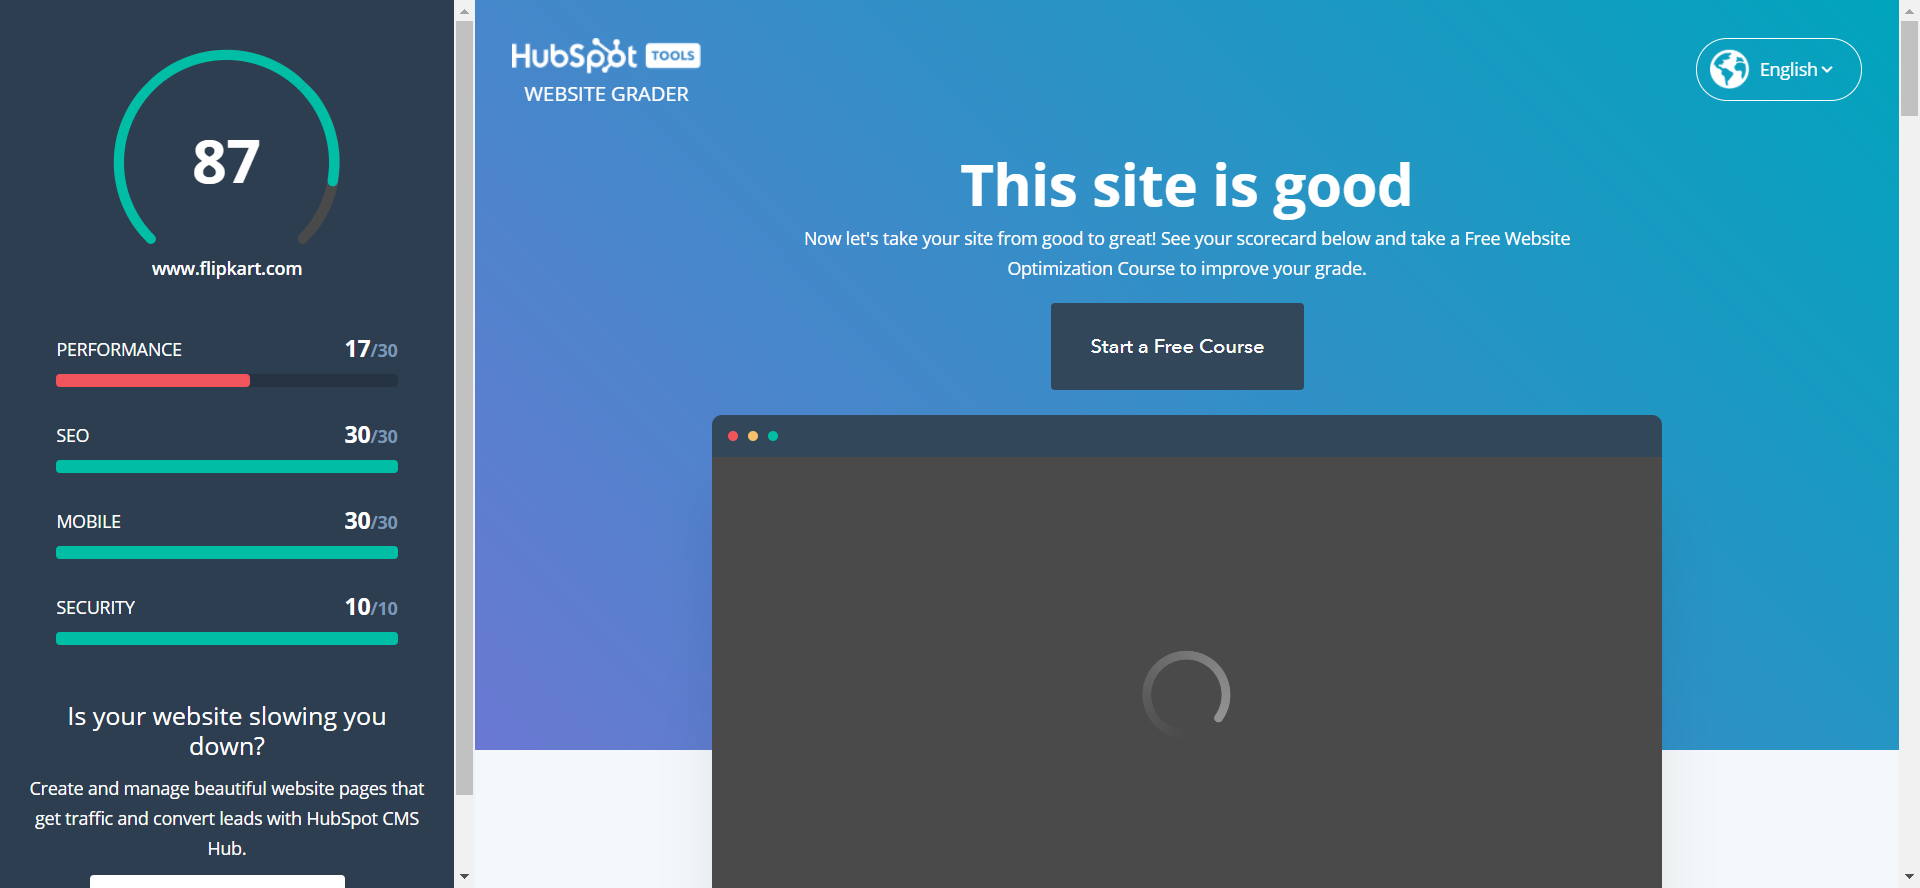 87
www.flipkart.com
PERFORMANCE 17/30
SEO 30/30
MOBILE 30/30
SECURITY 10/10
Is your website slowing you
down?
Create and manage beautiful website pages that
get traffic and convert leads with HubSpot CMS
Hub.
HubSpot TOOLS
WEBSITE GRADER
English
This site is good
Now let's take your site from good to great! See your scorecard below and take a Free Website
Optimization Course to improve your grade.
Start a Free Course